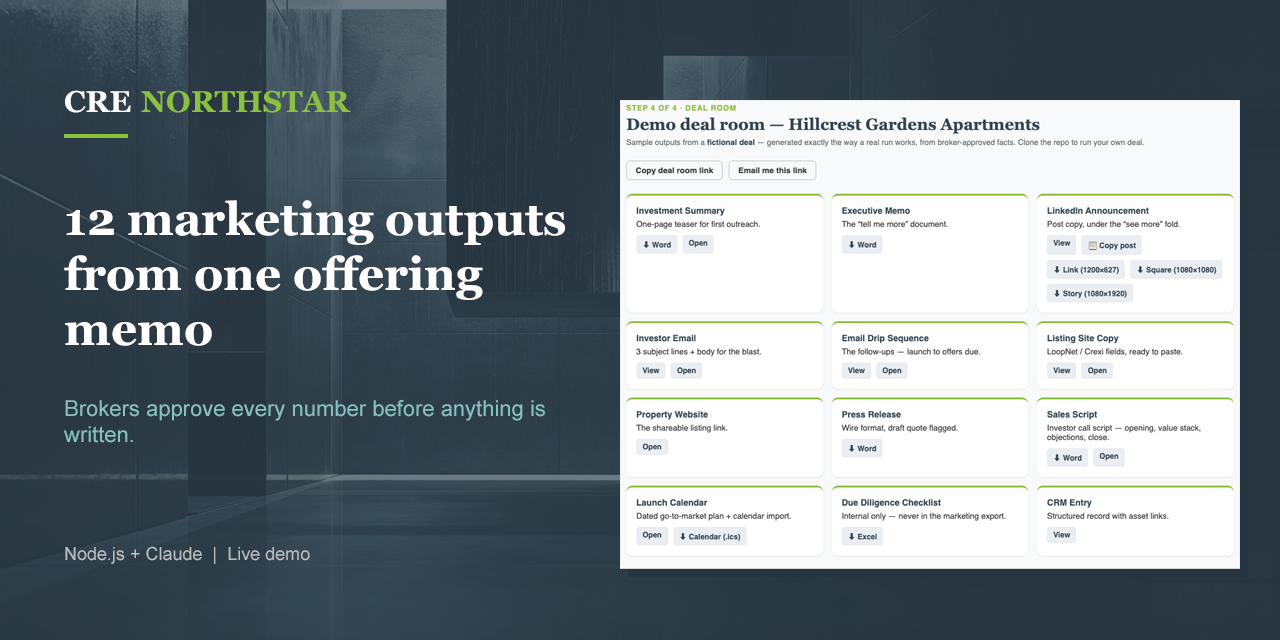 CRE NORTHSTAR
12 marketing outputs
from one offering
memo
Brokers approve every number before anything is
written.
Node.js + Claude | Live demo
STEP 4 OF 4 · DEAL ROOM
Demo deal room — Hillcrest Gardens Apartments
Sample outputs from a fictional deal — generated exactly the way a real run works, from broker-approved facts. Clone the repo to run your own deal.
Copy deal room link
Email me this link
Investment Summary
One-page teaser for first outreach.
⬇ Word
Open
Executive Memo
The “tell me more” document.
⬇ Word
LinkedIn Announcement
Post copy, under the “see more” fold.
View
📋 Copy post
⬇ Link (1200×627)
⬇ Square (1080×1080)
⬇ Story (1080×1920)
Investor Email
3 subject lines + body for the blast.
View
Open
Email Drip Sequence
The follow-ups — launch to offers due.
View
Open
Listing Site Copy
LoopNet / Crexi fields, ready to paste.
View
Open
Property Website
The shareable listing link.
Open
Press Release
Wire format, draft quote flagged.
⬇ Word
Sales Script
Investor call script — opening, value stack,
objections, close.
⬇ Word
Open
Launch Calendar
Dated go-to-market plan + calendar import.
Open
⬇ Calendar (.ics)
Due Diligence Checklist
Internal only — never in the marketing export.
⬇ Excel
CRM Entry
Structured record with asset links.
View